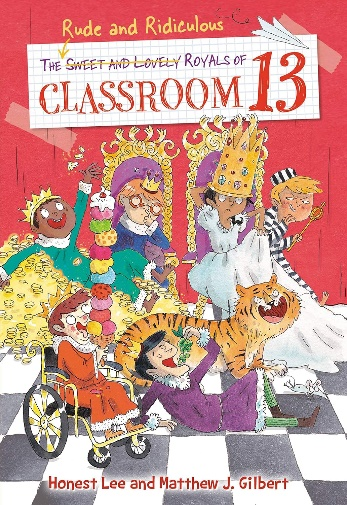 Rude and Ridiculous
THE SWEET AND LOVELY ROYALS OF
CLASSROOM 13
Honest Lee and Matthew J. Gilbert